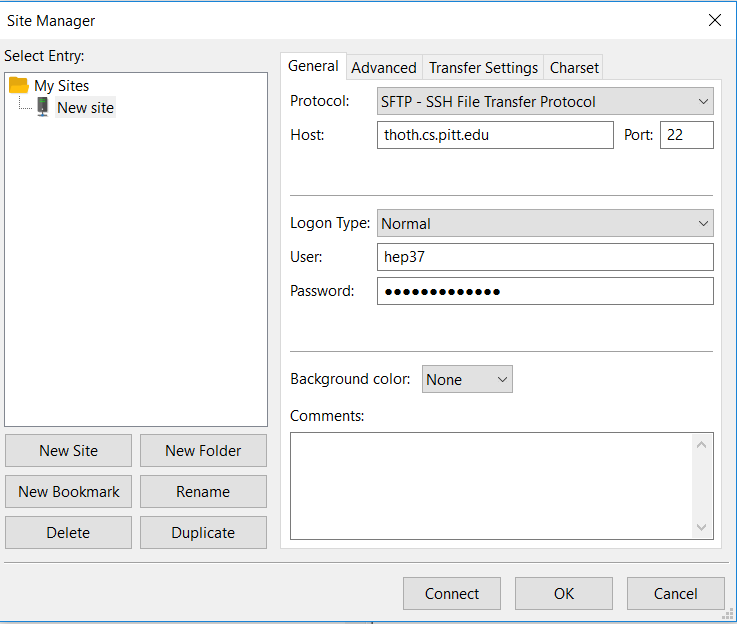 Site Manager
Select Entry:
My Sites
New site
New Site
New Folder
New Bookmark
Rename
Delete
Duplicate
General
Advanced
Transfer Settings
Charset
Protocol:
SFTP - SSH File Transfer Protocol
Host:
thoth.cs.pitt.edu
Port:
22
Logon Type:
Normal
User:
hep37
Password:
●●●●●●●●●●●●●
Background color:
None
Comments:
Connect
OK
Cancel